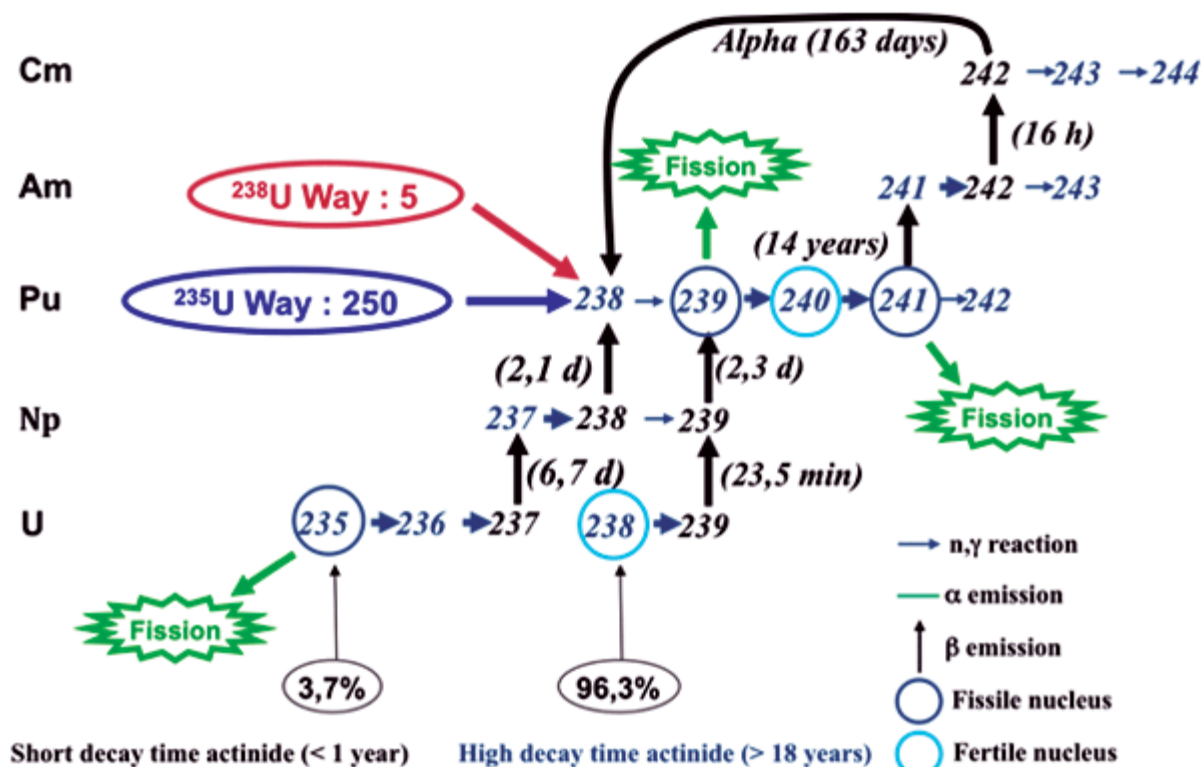 Alpha (163 days)
Cm 242 243 244
(16 h)
Fission
Am 241 242 243
²³⁸U Way : 5
(14 years)
Pu 238 239 240 241 242
²³⁵U Way : 250
(2,1 d) (2,3 d)
Np 237 238 239
Fission
(6,7 d) (23,5 min)
U 235 236 237 238 239
n,γ reaction
α emission
Fission
β emission
3,7% 96,3%
Fissile nucleus
Short decay time actinide (< 1 year) High decay time actinide (> 18 years)
Fertile nucleus